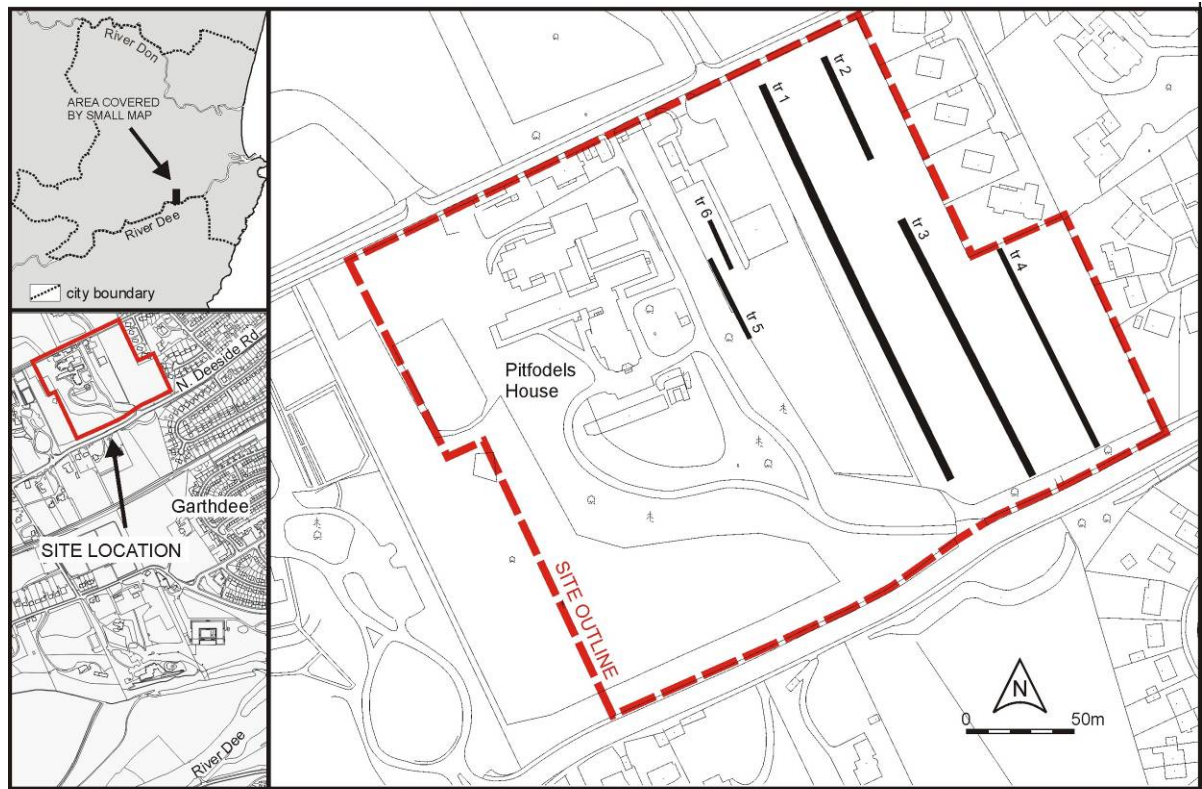 River Don
AREA COVERED
BY SMALL MAP
River Dee
city boundary
N. Deeside Rd
Garthdee
SITE LOCATION
River Dee
tr 1
tr 2
tr 3
tr 4
tr 6
tr 5
Pitfodels
House
SITE OUTLINE
N
0
50m